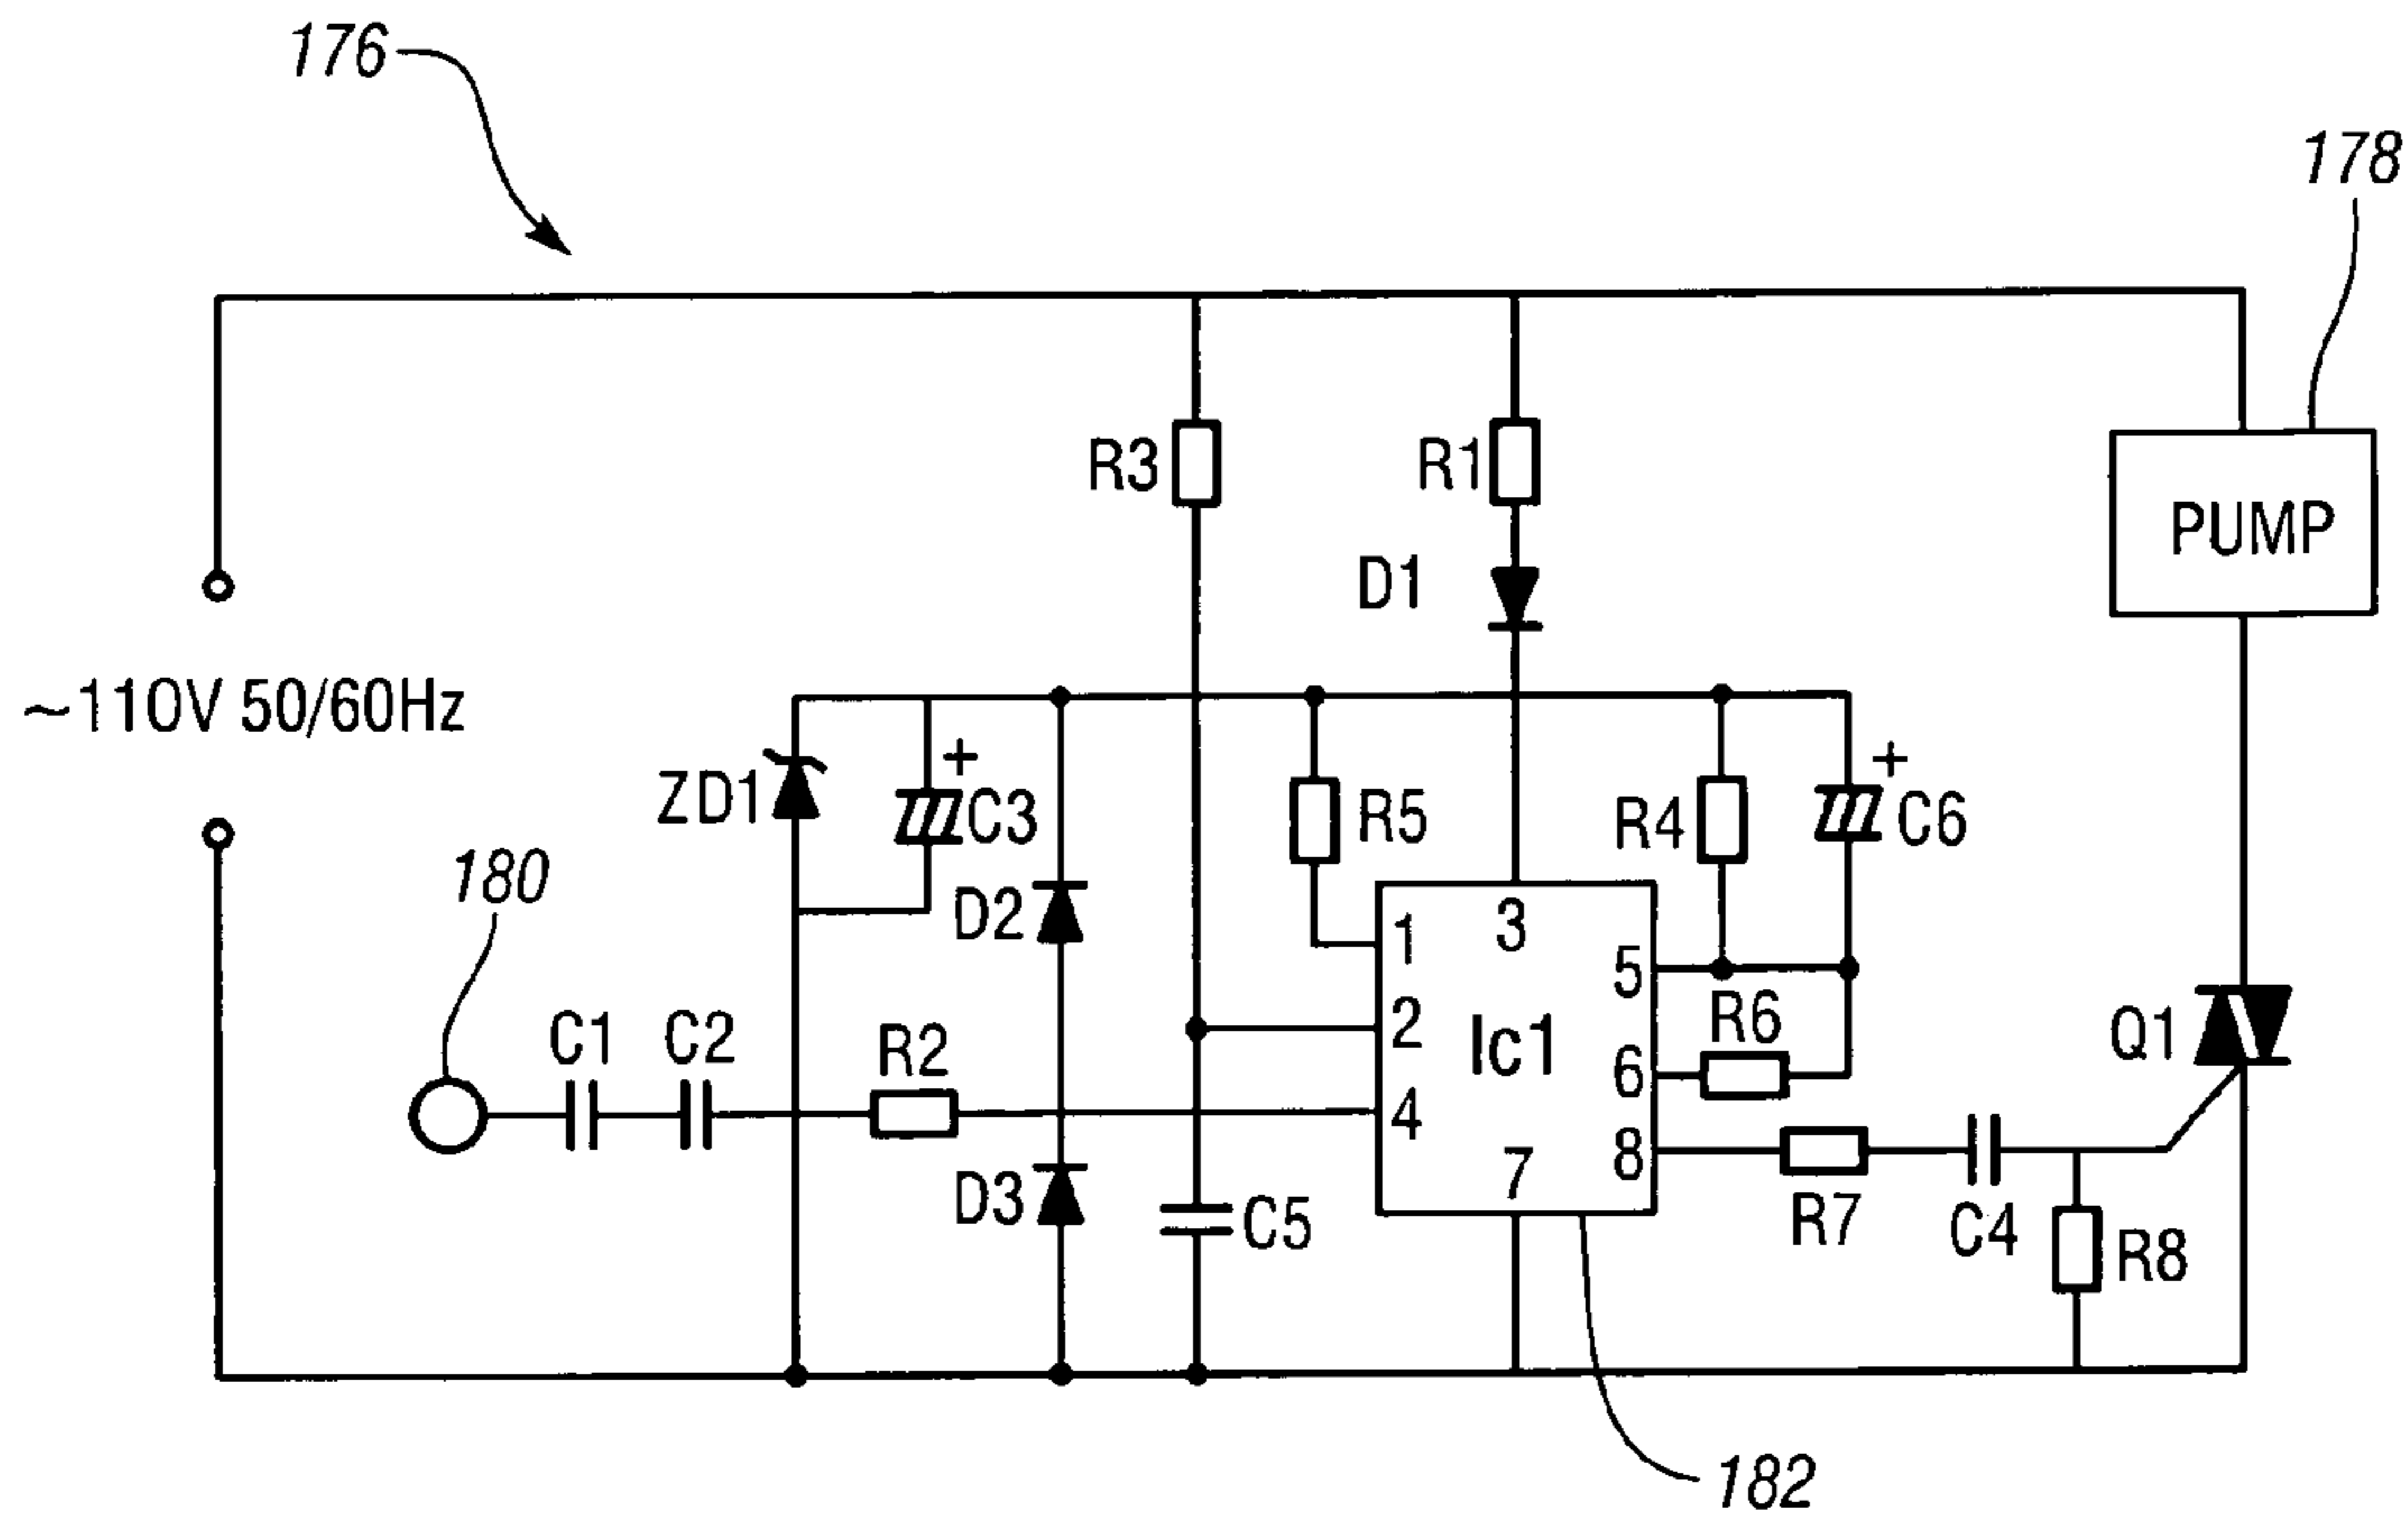 176
178
R3
R1
PUMP
D1
~110V 50/60Hz
ZD1
+
C3
R5
R4
+
C6
180
D2
1
3
5
C1
C2
R2
2
Ic1
R6
Q1
6
4
D3
C5
7
8
R7
C4
R8
182